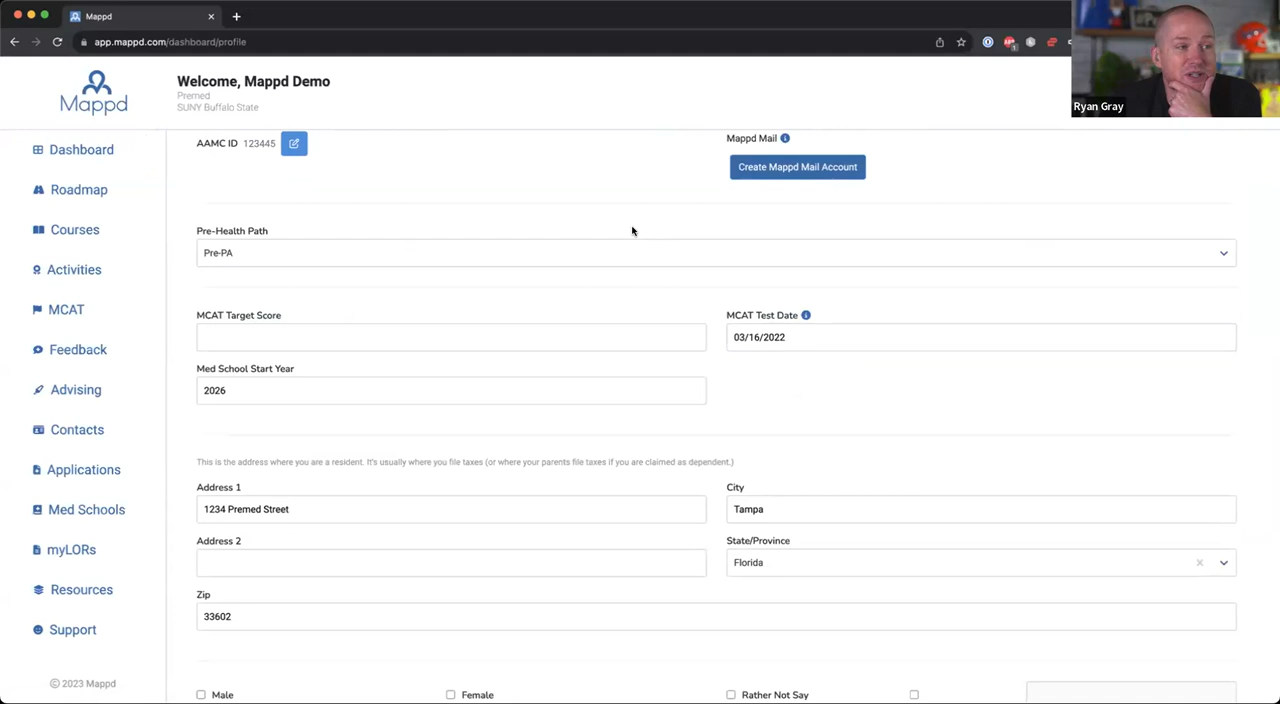 Mappd
app.mappd.com/dashboard/profile
Ryan Gray
Mappd
Welcome, Mappd Demo
Premed
SUNY Buffalo State
Dashboard
Roadmap
Courses
Activities
MCAT
Feedback
Advising
Contacts
Applications
Med Schools
myLORs
Resources
Support
© 2023 Mappd
AAMC ID 123445
Mappd Mail
Create Mappd Mail Account
Pre-Health Path
Pre-PA
MCAT Target Score
MCAT Test Date
03/16/2022
Med School Start Year
2026
This is the address where you are a resident. It's usually where you file taxes (or where your parents file taxes if you are claimed as dependent.)
Address 1
1234 Premed Street
City
Tampa
Address 2
State/Province
Florida
Zip
33602
Male
Female
Rather Not Say